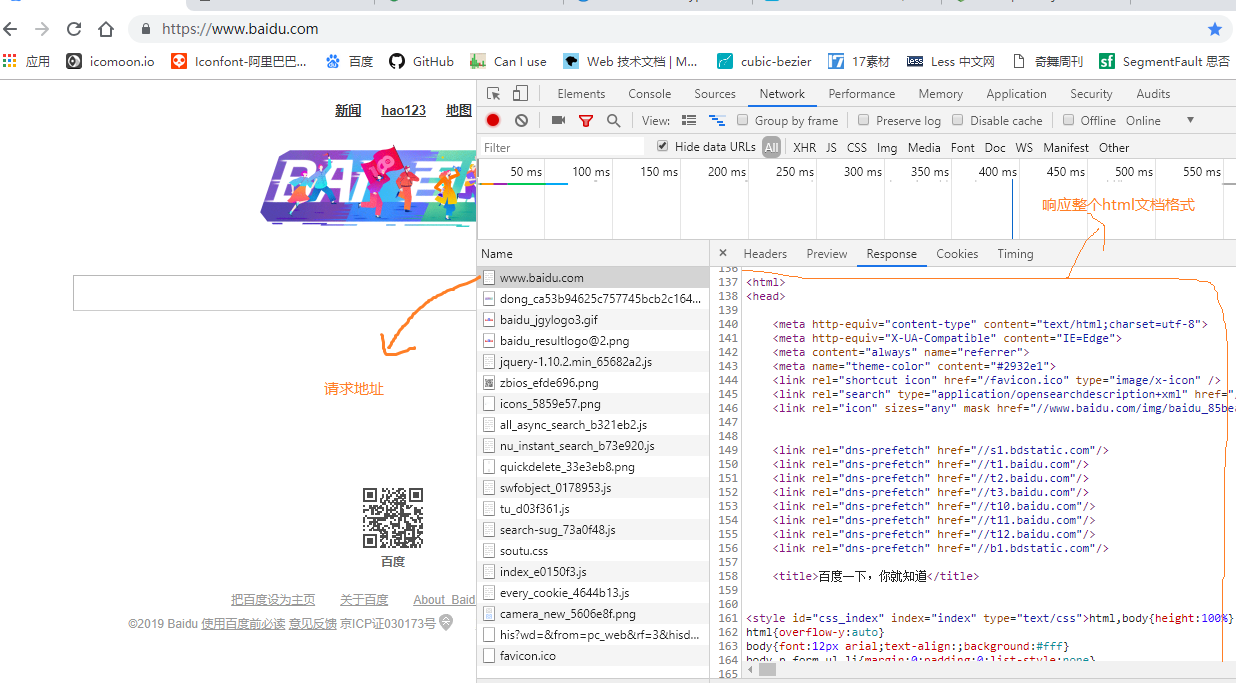 https://www.baidu.com
应用 icomoon.io Iconfont-阿里巴巴... 百度 GitHub Can I use Web 技术文档 | M... cubic-bezier 17素材 Less 中文网 奇舞周刊 SegmentFault 思否
新闻 hao123 地图
百度
把百度设为主页 关于百度 About Baid
©2019 Baidu 使用百度前必读 意见反馈 京ICP证030173号
请求地址
Elements Console Sources Network Performance Memory Application Security Audits
View: Group by frame Preserve log Disable cache Offline Online
Filter Hide data URLs All XHR JS CSS Img Media Font Doc WS Manifest Other
50 ms 100 ms 150 ms 200 ms 250 ms 300 ms 350 ms 400 ms 450 ms 500 ms 550 ms
响应整个html文档格式
Name
www.baidu.com
dong_ca53b94625c757745bcb2c164...
baidu_jgylogo3.gif
baidu_resultlogo@2.png
jquery-1.10.2.min_65682a2.js
zbios_efde696.png
icons_5859e57.png
all_async_search_b321eb2.js
nu_instant_search_b73e920.js
quickdelete_33e3eb8.png
swfobject_0178953.js
tu_d03f361.js
search-sug_73a0f48.js
soutu.css
index_e0150f3.js
every_cookie_4644b13.js
camera_new_5606e8f.png
his?wd=&from=pc_web&rf=3&hisd...
favicon.ico
Headers Preview Response Cookies Timing
136
137 <html>
138 <head>
139
140 <meta http-equiv="content-type" content="text/html;charset=utf-8">
141 <meta http-equiv="X-UA-Compatible" content="IE=Edge">
142 <meta content="always" name="referrer">
143 <meta name="theme-color" content="#2932e1">
144 <link rel="shortcut icon" href="/favicon.ico" type="image/x-icon" />
145 <link rel="search" type="application/opensearchdescription+xml" href="/
146 <link rel="icon" sizes="any" mask href="//www.baidu.com/img/baidu_85bea
147
148
149 <link rel="dns-prefetch" href="//s1.bdstatic.com"/>
150 <link rel="dns-prefetch" href="//t1.baidu.com"/>
151 <link rel="dns-prefetch" href="//t2.baidu.com"/>
152 <link rel="dns-prefetch" href="//t3.baidu.com"/>
153 <link rel="dns-prefetch" href="//t10.baidu.com"/>
154 <link rel="dns-prefetch" href="//t11.baidu.com"/>
155 <link rel="dns-prefetch" href="//t12.baidu.com"/>
156 <link rel="dns-prefetch" href="//b1.bdstatic.com"/>
157
158 <title>百度一下，你就知道</title>
159
160
161 <style id="css_index" index="index" type="text/css">html,body{height:100%}
162 html{overflow-y:auto}
163 body{font:12px arial;text-align:;background:#fff}
164 body,p,form,ul,li{margin:0;padding:0;list-style:none}
165